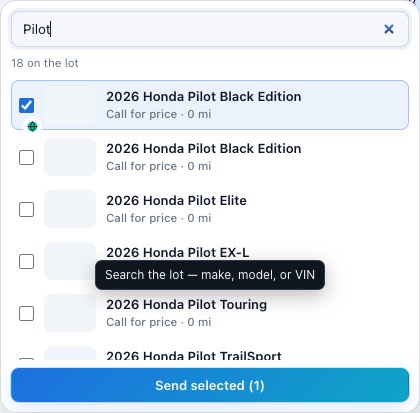 Pilot
18 on the lot
2026 Honda Pilot Black Edition
Call for price · 0 mi
2026 Honda Pilot Black Edition
Call for price · 0 mi
2026 Honda Pilot Elite
Call for price · 0 mi
2026 Honda Pilot EX-L
Search the lot — make, model, or VIN
2026 Honda Pilot Touring
Call for price · 0 mi
2026 Honda Pilot TrailSport
Send selected (1)